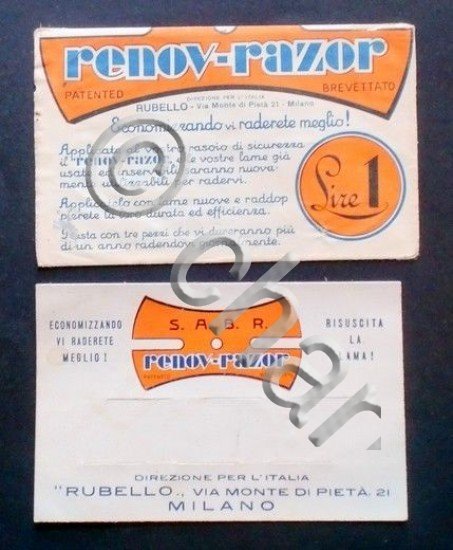 renov-razor
PATENTED BREVETTATO
DIREZIONE PER L'ITALIA
RUBELLO - Via Monte di Pietà 21 - Milano
Economizzando vi raderete meglio!
Applicate al vostro rasoio di sicurezza
il "renov-razor" e vostre lame già
usate inservibili saranno nuova-
mente utilizzabili per radervi.
Applicatelo con lame nuove e raddop-
pierete la loro durata ed efficienza.
Busta con tre pezzi che vi dureranno più
di un anno radendovi giornalmente.
Lire 1
ECONOMIZZANDO
VI RADERETE
MEGLIO!
S. A. B. R.
renov-razor
PATENTED
RISUSCITA
LA
LAMA!
DIREZIONE PER L'ITALIA
"RUBELLO", VIA MONTE DI PIETÀ, 21
MILANO
© char